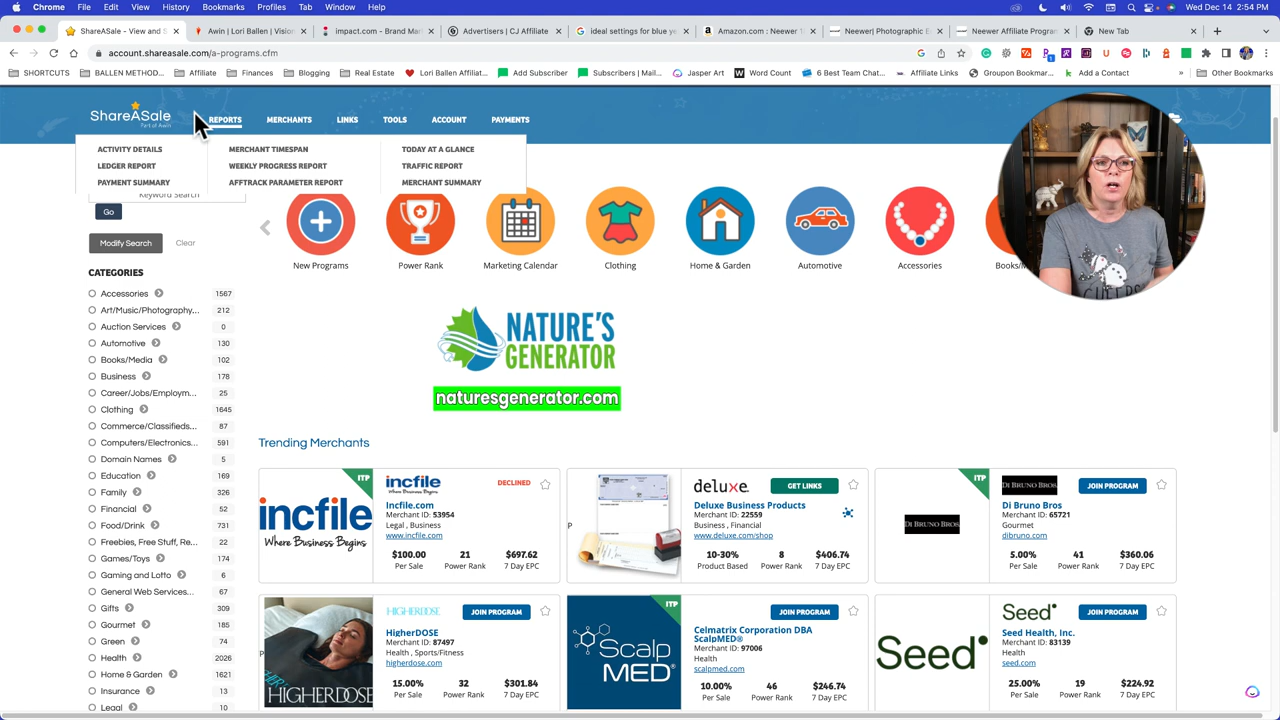 Chrome File Edit View History Bookmarks Profiles Tab Window Help
Wed Dec 14 2:54 PM
ShareASale - View and S
Awin | Lori Ballen | Vision
impact.com - Brand Mar
Advertisers | CJ Affiliate
ideal settings for blue ye
Amazon.com : Neewer 1
Neewer| Photographic E
Neewer Affiliate Program
New Tab
account.shareasale.com/a-programs.cfm
SHORTCUTS
BALLEN METHOD...
Affiliate
Finances
Blogging
Real Estate
Lori Ballen Affiliat...
Add Subscriber
Subscribers | Mail...
Jasper Art
Word Count
6 Best Team Chat...
Affiliate Links
Groupon Bookmar...
Add a Contact
»
Other Bookmarks
ShareASale
Part of Awin
REPORTS MERCHANTS LINKS TOOLS ACCOUNT PAYMENTS
ACTIVITY DETAILS MERCHANT TIMESPAN TODAY AT A GLANCE
LEDGER REPORT WEEKLY PROGRESS REPORT TRAFFIC REPORT
PAYMENT SUMMARY AFFTRACK PARAMETER REPORT MERCHANT SUMMARY
Keyword Search
Go
Modify Search Clear
New Programs Power Rank Marketing Calendar Clothing Home & Garden Automotive Accessories Books/M
CATEGORIES
Accessories 1567
Art/Music/Photography... 212
Auction Services 0
Automotive 130
Books/Media 102
Business 178
Career/Jobs/Employm... 25
Clothing 1645
Commerce/Classifieds... 87
Computers/Electronics... 591
Domain Names 5
Education 169
Family 326
Financial 52
Food/Drink 731
Freebies, Free Stuff, Re... 22
Games/Toys 174
Gaming and Lotto 6
General Web Services... 67
Gifts 309
Gourmet 185
Green 74
Health 2026
Home & Garden 1621
Insurance 13
Legal 10
NATURE'S
GENERATOR
naturesgenerator.com
CHEERS
Trending Merchants
ITP
incfile
Where Business Begins
incfile
Where Business Begins
DECLINED
Incfile.com
Merchant ID: 53954
Legal , Business
www.incfile.com
$100.00 21 $697.62
Per Sale Power Rank 7 Day EPC
P
deluxe.
GET LINKS
Deluxe Business Products
Merchant ID: 22559
Business , Financial
www.deluxe.com/shop
10-30% 8 $406.74
Product Based Power Rank 7 Day EPC
ITP
DI BRUNO BROS.
DI BRUNO BROS.
JOIN PROGRAM
Di Bruno Bros
Merchant ID: 65721
Gourmet
dibruno.com
5.00% 41 $360.06
Per Sale Power Rank 7 Day EPC
P
HIGHERDOSE
HIGHERDOSE
JOIN PROGRAM
HigherDOSE
Merchant ID: 87497
Health , Sports/Fitness
higherdose.com
15.00% 32 $301.84
Per Sale Power Rank 7 Day EPC
ITP
Scalp
MED®
JOIN PROGRAM
Celmatrix Corporation DBA
ScalpMED®
Merchant ID: 97006
Health
scalpmed.com
10.00% 46 $246.74
Per Sale Power Rank 7 Day EPC
Seed
Seed
JOIN PROGRAM
Seed Health, Inc.
Merchant ID: 83139
Health
seed.com
25.00% 19 $224.92
Per Sale Power Rank 7 Day EPC